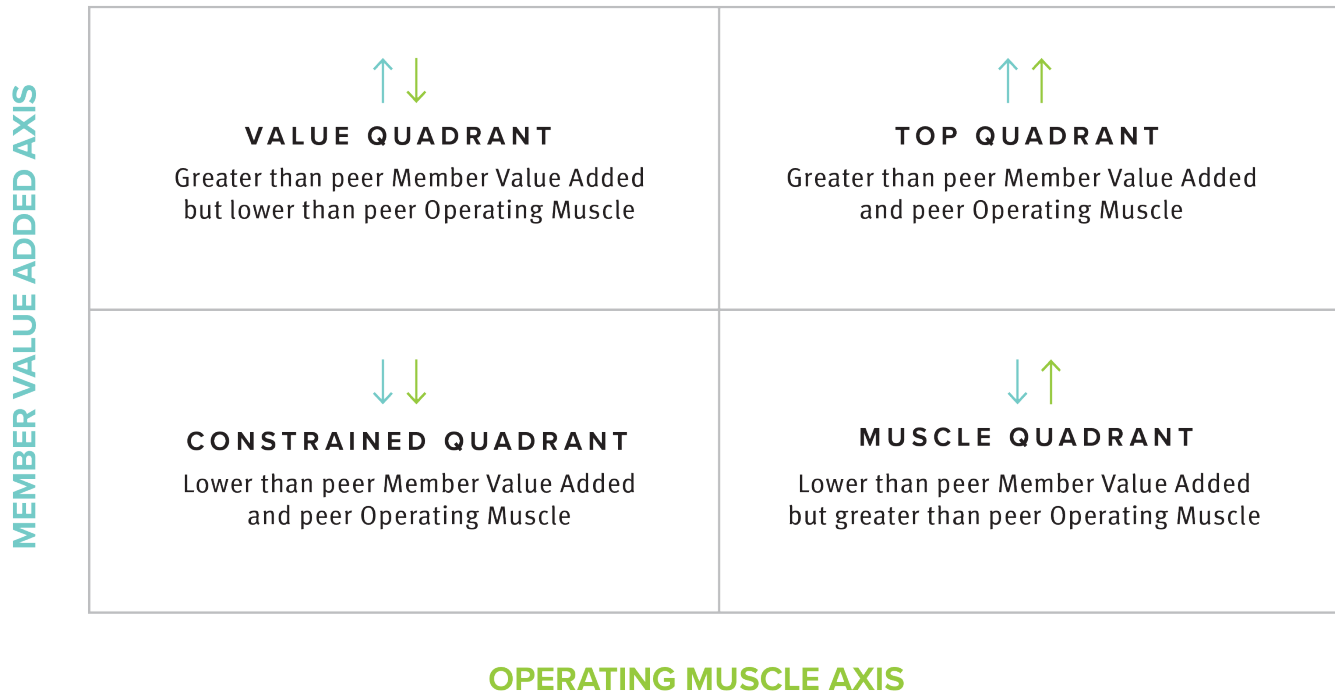 MEMBER VALUE ADDED AXIS
VALUE QUADRANT
Greater than peer Member Value Added
but lower than peer Operating Muscle
TOP QUADRANT
Greater than peer Member Value Added
and peer Operating Muscle
CONSTRAINED QUADRANT
Lower than peer Member Value Added
and peer Operating Muscle
MUSCLE QUADRANT
Lower than peer Member Value Added
but greater than peer Operating Muscle
OPERATING MUSCLE AXIS